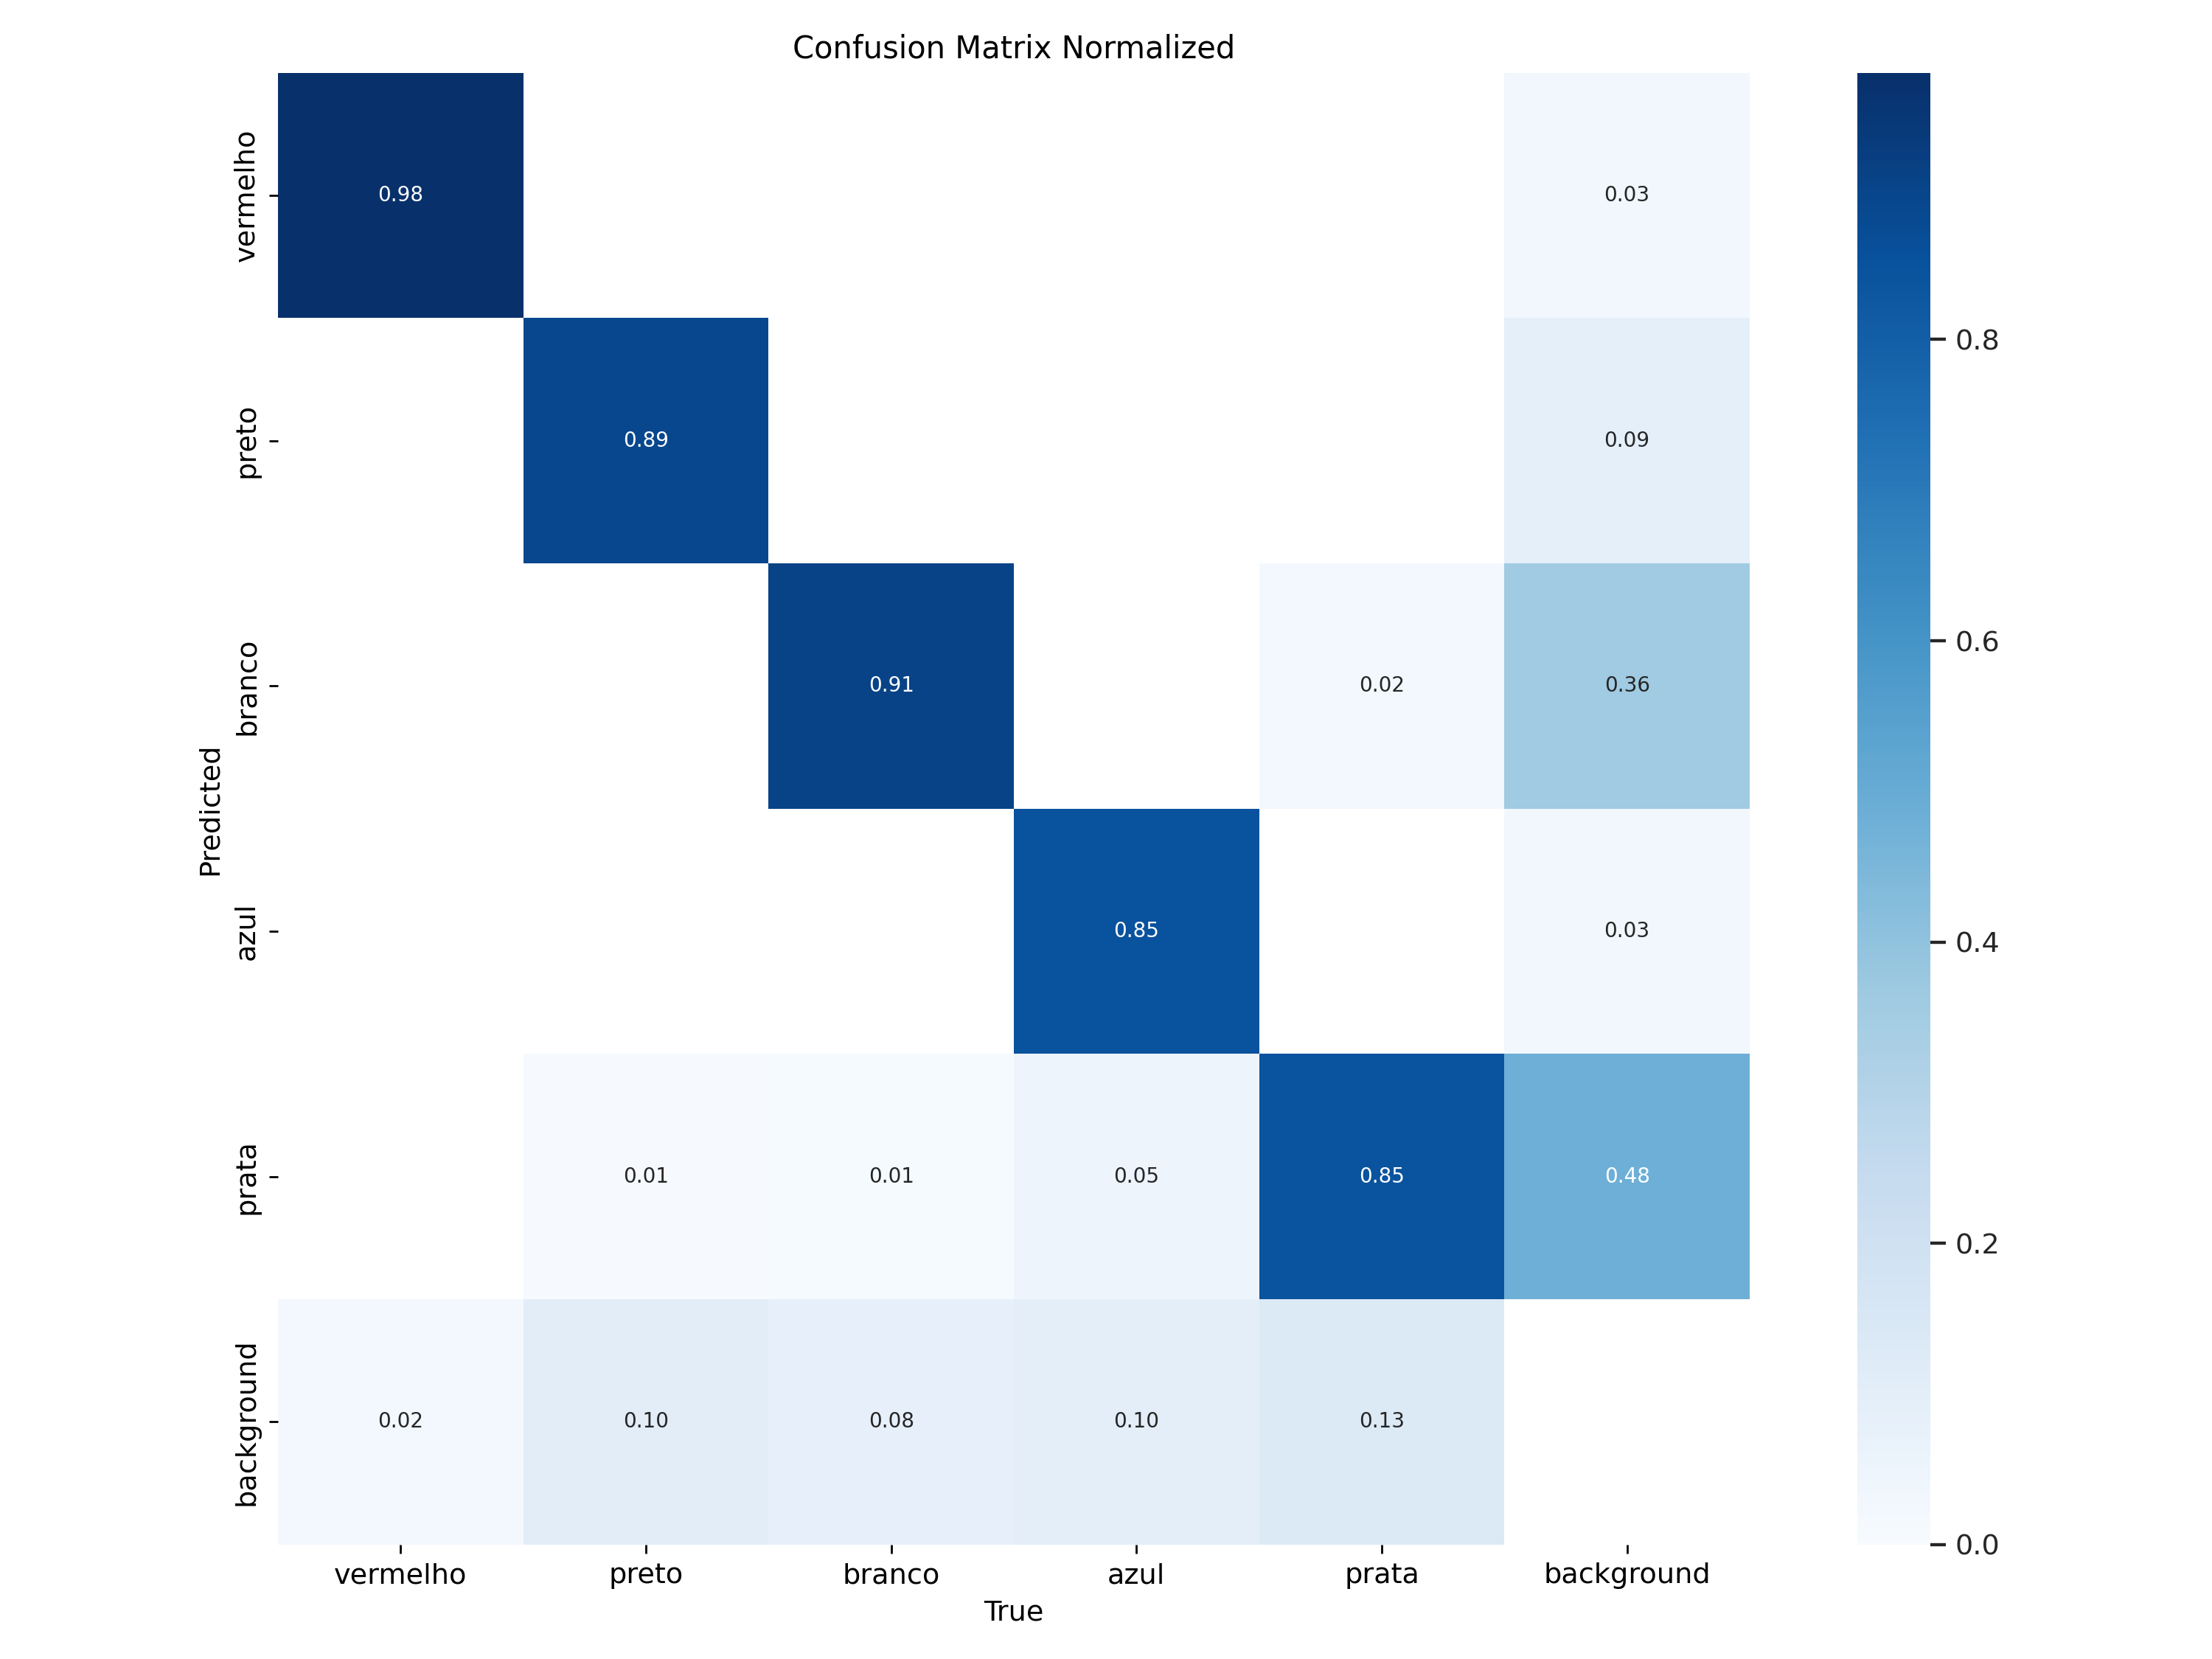 Confusion Matrix Normalized
vermelho
0.98
0.03
preto
0.89
0.09
0.8
branco
0.91
0.02
0.36
0.6
Predicted
azul
0.85
0.03
0.4
prata
0.01
0.01
0.05
0.85
0.48
0.2
background
0.02
0.10
0.08
0.10
0.13
0.0
vermelho
preto
branco
azul
prata
background
True